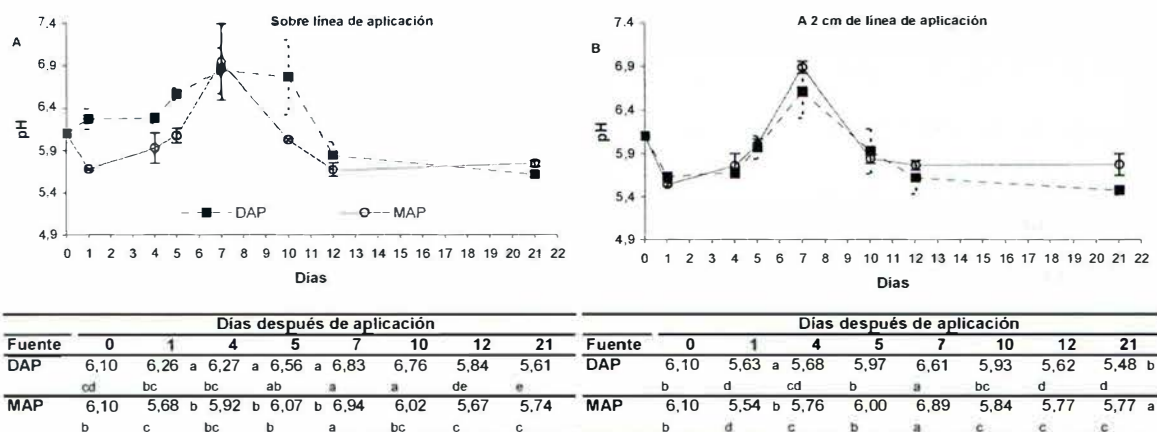 Sobre línea de aplicación
A
pH
7,4
6,9
6,4
5,9
5,4
4,9
DAP
MAP
0 1 2 3 4 5 6 7 8 9 10 11 12 13 14 15 16 17 18 19 20 21 22
Días
A 2 cm de línea de aplicación
B
pH
7,4
6,9
6,4
5,9
5,4
4,9
0 1 2 3 4 5 6 7 8 9 10 11 12 13 14 15 16 17 18 19 20 21 22
Días
Días después de aplicación
Fuente 0 1 4 5 7 10 12 21
DAP 6,10 6,26 a 6,27 a 6,56 a 6,83 6,76 5,84 5,61
cd bc bc ab a a de e
MAP 6,10 5,68 b 5,92 b 6,07 b 6,94 6,02 5,67 5,74
b c bc b a bc c c
Días después de aplicación
Fuente 0 1 4 5 7 10 12 21
DAP 6,10 5,63 a 5,68 5,97 6,61 5,93 5,62 5,48 b
b d cd b a bc d d
MAP 6,10 5,54 b 5,76 6,00 6,89 5,84 5,77 5,77 a
b d c b a c c c